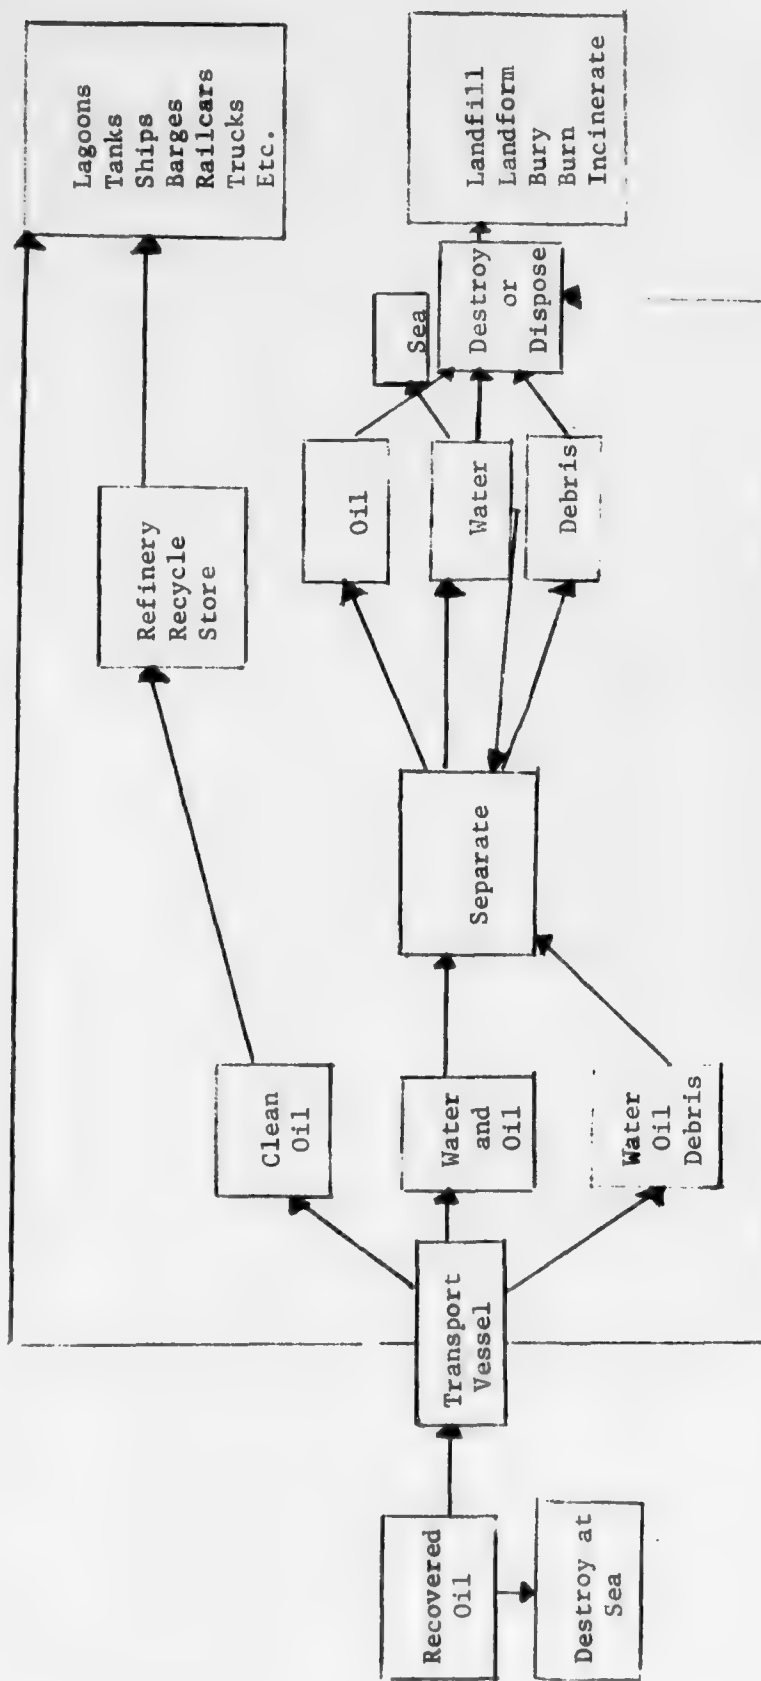 Recovered
Oil
Destroy at
Sea
Transport
Vessel
Clean
Oil
Water
and
Oil
Water
Oil
Debris
Separate
Refinery
Recycle
Store
Oil
Water
Debris
Sea
Destroy
or
Dispose
Lagoons
Tanks
Ships
Barges
Railcars
Trucks
Etc.
Landfill
Landform
Bury
Burn
Incinerate